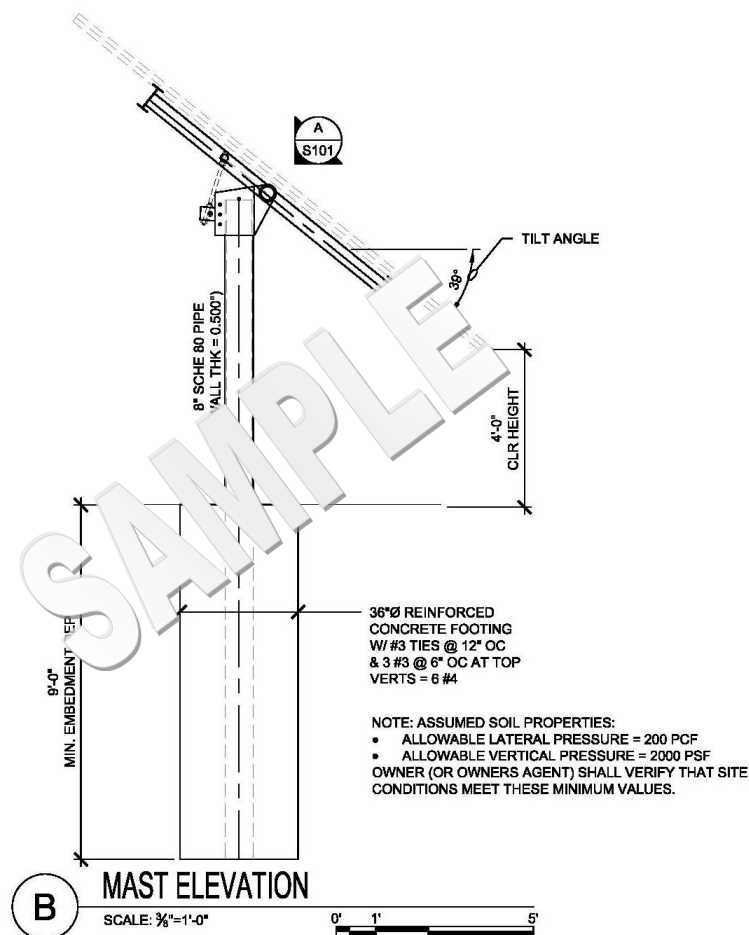 A
S101
TILT ANGLE
39°
8" SCHE 80 PIPE
THK = 0.500")
4'-0"
CLR HEIGHT
SAMPLE
9'-0"
MIN. EMBEDMENT
36"Ø REINFORCED
CONCRETE FOOTING
W/ #3 TIES @ 12" OC
& 3 #3 @ 6" OC AT TOP
VERTS = 6 #4
NOTE: ASSUMED SOIL PROPERTIES:
• ALLOWABLE LATERAL PRESSURE = 200 PCF
• ALLOWABLE VERTICAL PRESSURE = 2000 PSF
OWNER (OR OWNERS AGENT) SHALL VERIFY THAT SITE
CONDITIONS MEET THESE MINIMUM VALUES.
B
MAST ELEVATION
SCALE: ⅜"=1'-0"
0' 1' 5'